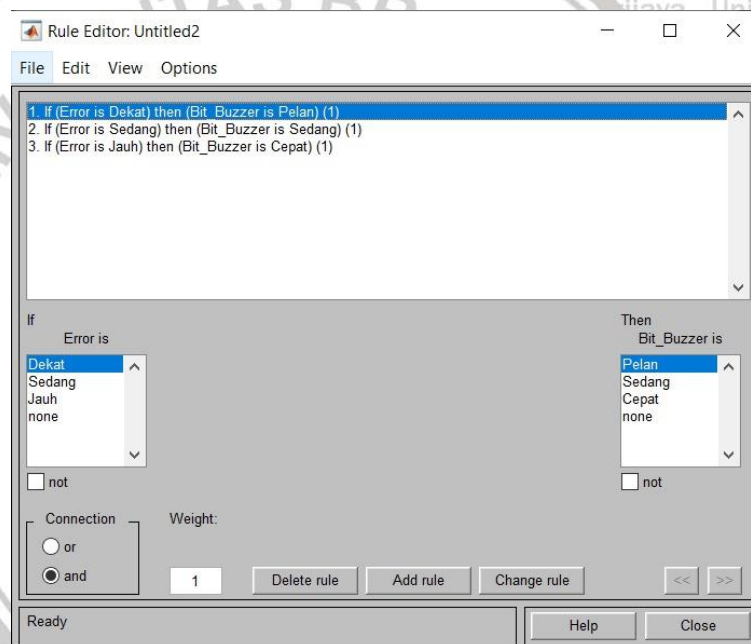 Rule Editor: Untitled2
File Edit View Options
1. If (Error is Dekat) then (Bit_Buzzer is Pelan) (1)
2. If (Error is Sedang) then (Bit_Buzzer is Sedang) (1)
3. If (Error is Jauh) then (Bit_Buzzer is Cepat) (1)
If
Error is
Dekat
Sedang
Jauh
none
not
Then
Bit_Buzzer is
Pelan
Sedang
Cepat
none
not
Connection
or
and
Weight:
1
Delete rule
Add rule
Change rule
<<
>>
Ready
Help
Close